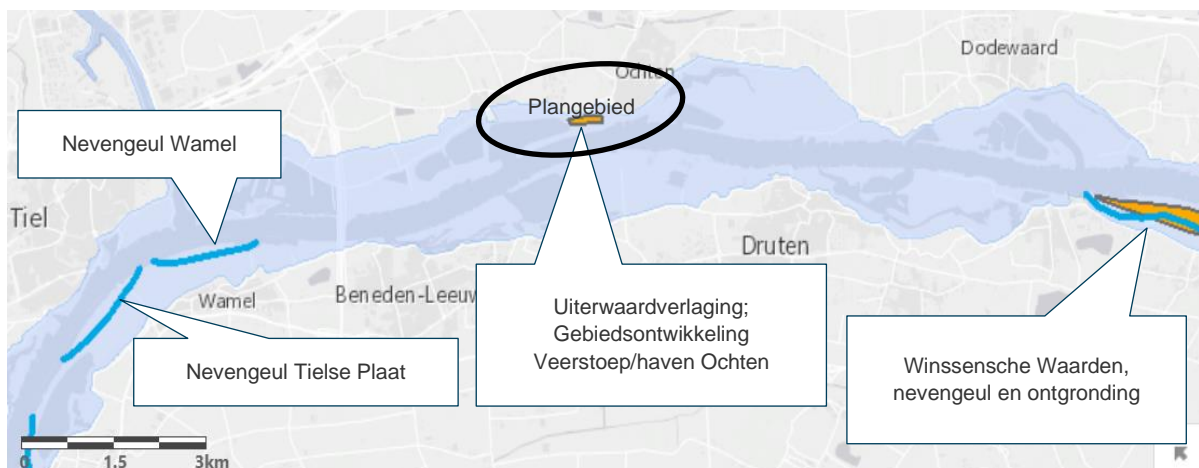 Dodewaard
Ochten
Plangebied
Nevengeul Wamel
Tiel
Druten
Wamel
Beneden-Leeuw
Uiterwaardverlaging;
Gebiedsontwikkeling
Veerstoep/haven Ochten
Nevengeul Tielse Plaat
Winssensche Waarden,
nevengeul en ontgronding
0 1.5 3km